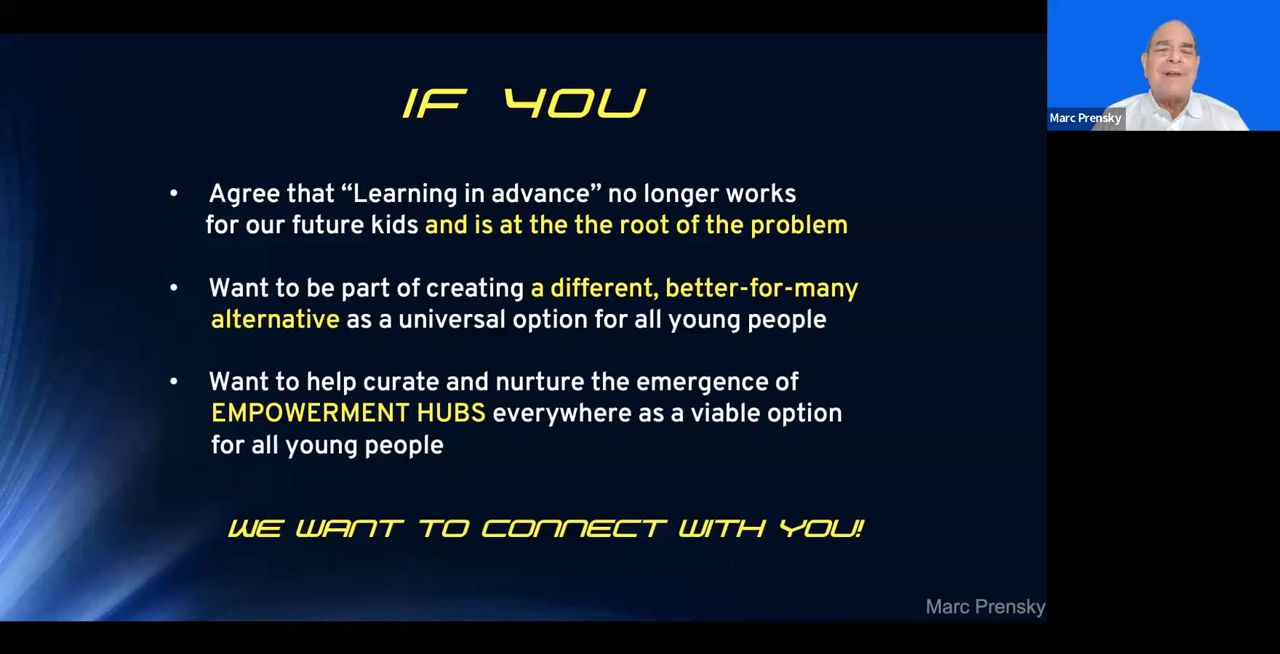 IF YOU
• Agree that “Learning in advance” no longer works
for our future kids and is at the the root of the problem
• Want to be part of creating a different, better-for-many
alternative as a universal option for all young people
• Want to help curate and nurture the emergence of
EMPOWERMENT HUBS everywhere as a viable option
for all young people
WE WANT TO CONNECT WITH YOU!
Marc Prensky
Marc Prensky